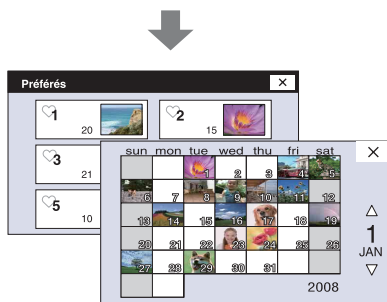 Préférés ×
♡1 20 ♡2 15
♡3 21
♡5 10
×
sun mon tue wed thu fri sat
1 2 3 4 5
6 7 8 9 10 11 12
13 14 15 16 17 18 19
20 21 22 23 24 25 26
27 28 29 30 31
1
JAN
2008